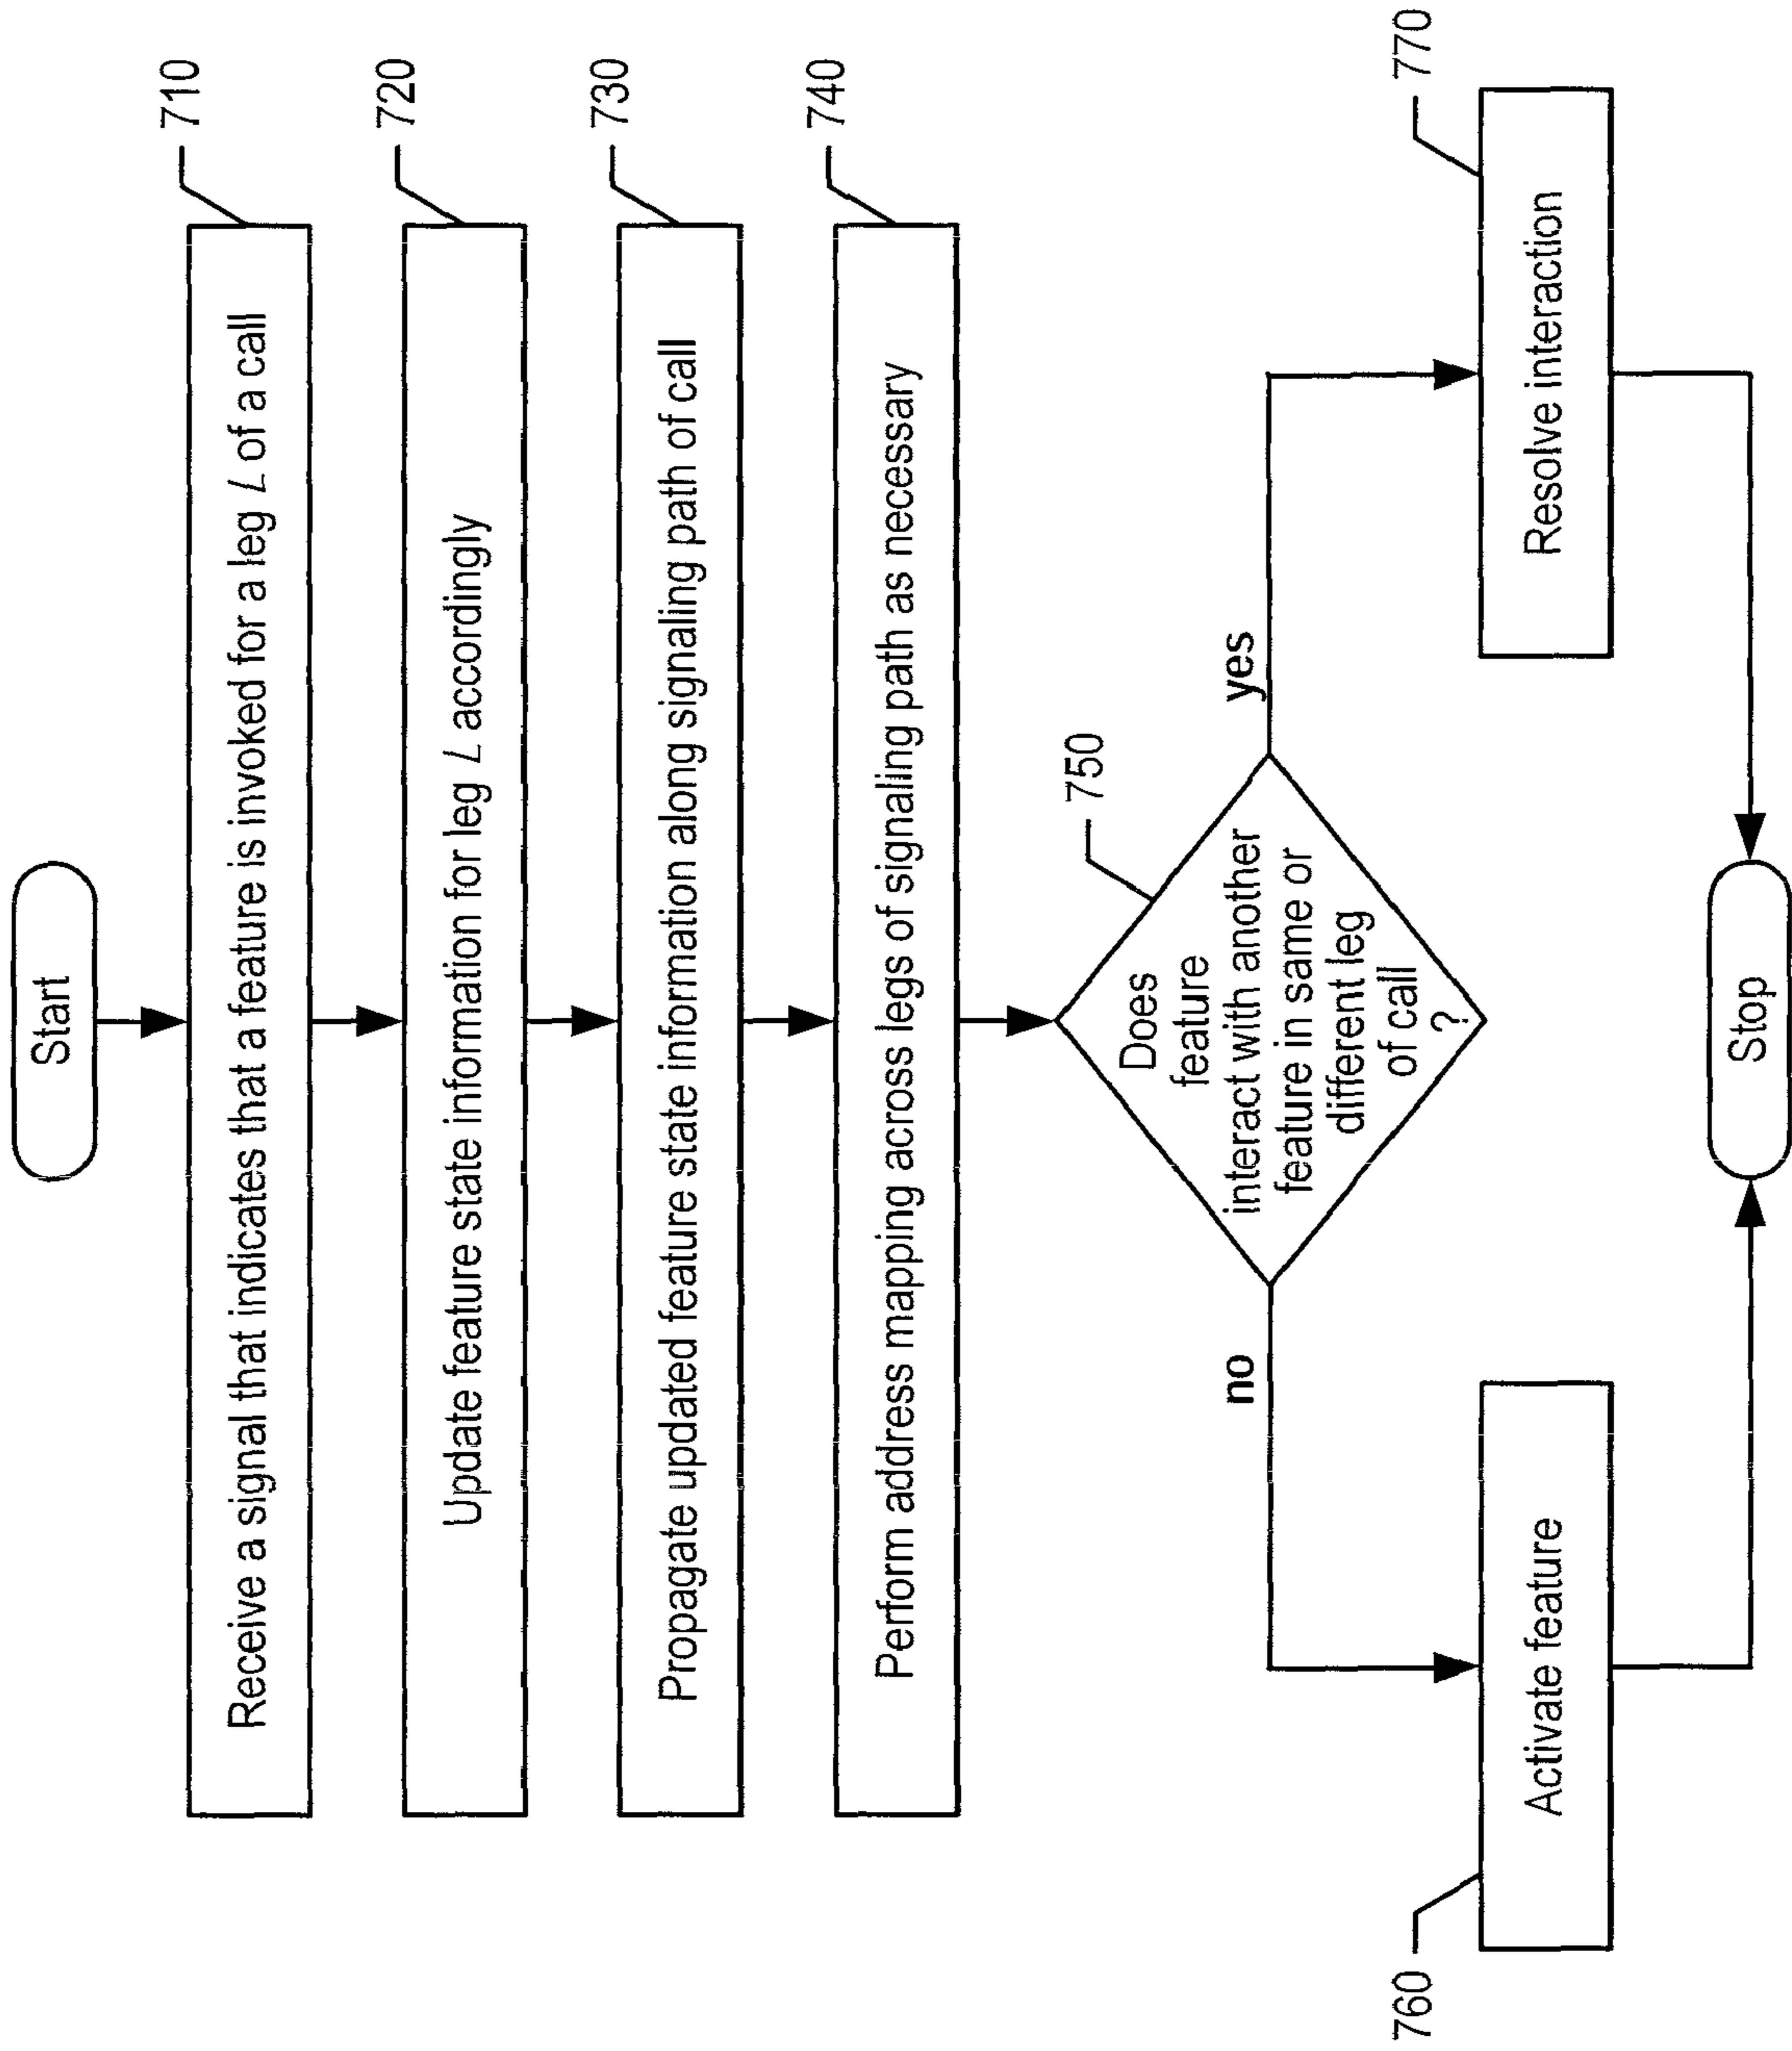 Start
710
Receive a signal that indicates that a feature is invoked for a leg L of a call
720
Update feature state information for leg L accordingly
730
Propagate updated feature state information along signaling path of call
740
Perform address mapping across legs of signaling path as necessary
750
Does
feature
interact with another
feature in same or
different leg
of call
?
no
yes
760
Activate feature
770
Resolve interaction
Stop